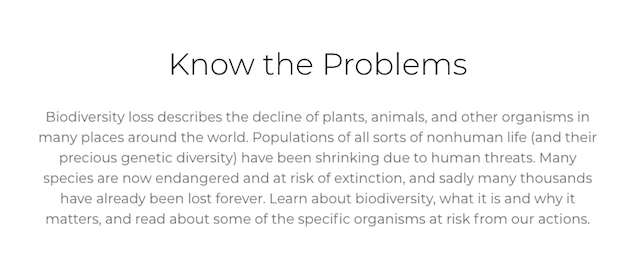 Know the Problems
Biodiversity loss describes the decline of plants, animals, and other organisms in
many places around the world. Populations of all sorts of nonhuman life (and their
precious genetic diversity) have been shrinking due to human threats. Many
species are now endangered and at risk of extinction, and sadly many thousands
have already been lost forever. Learn about biodiversity, what it is and why it
matters, and read about some of the specific organisms at risk from our actions.